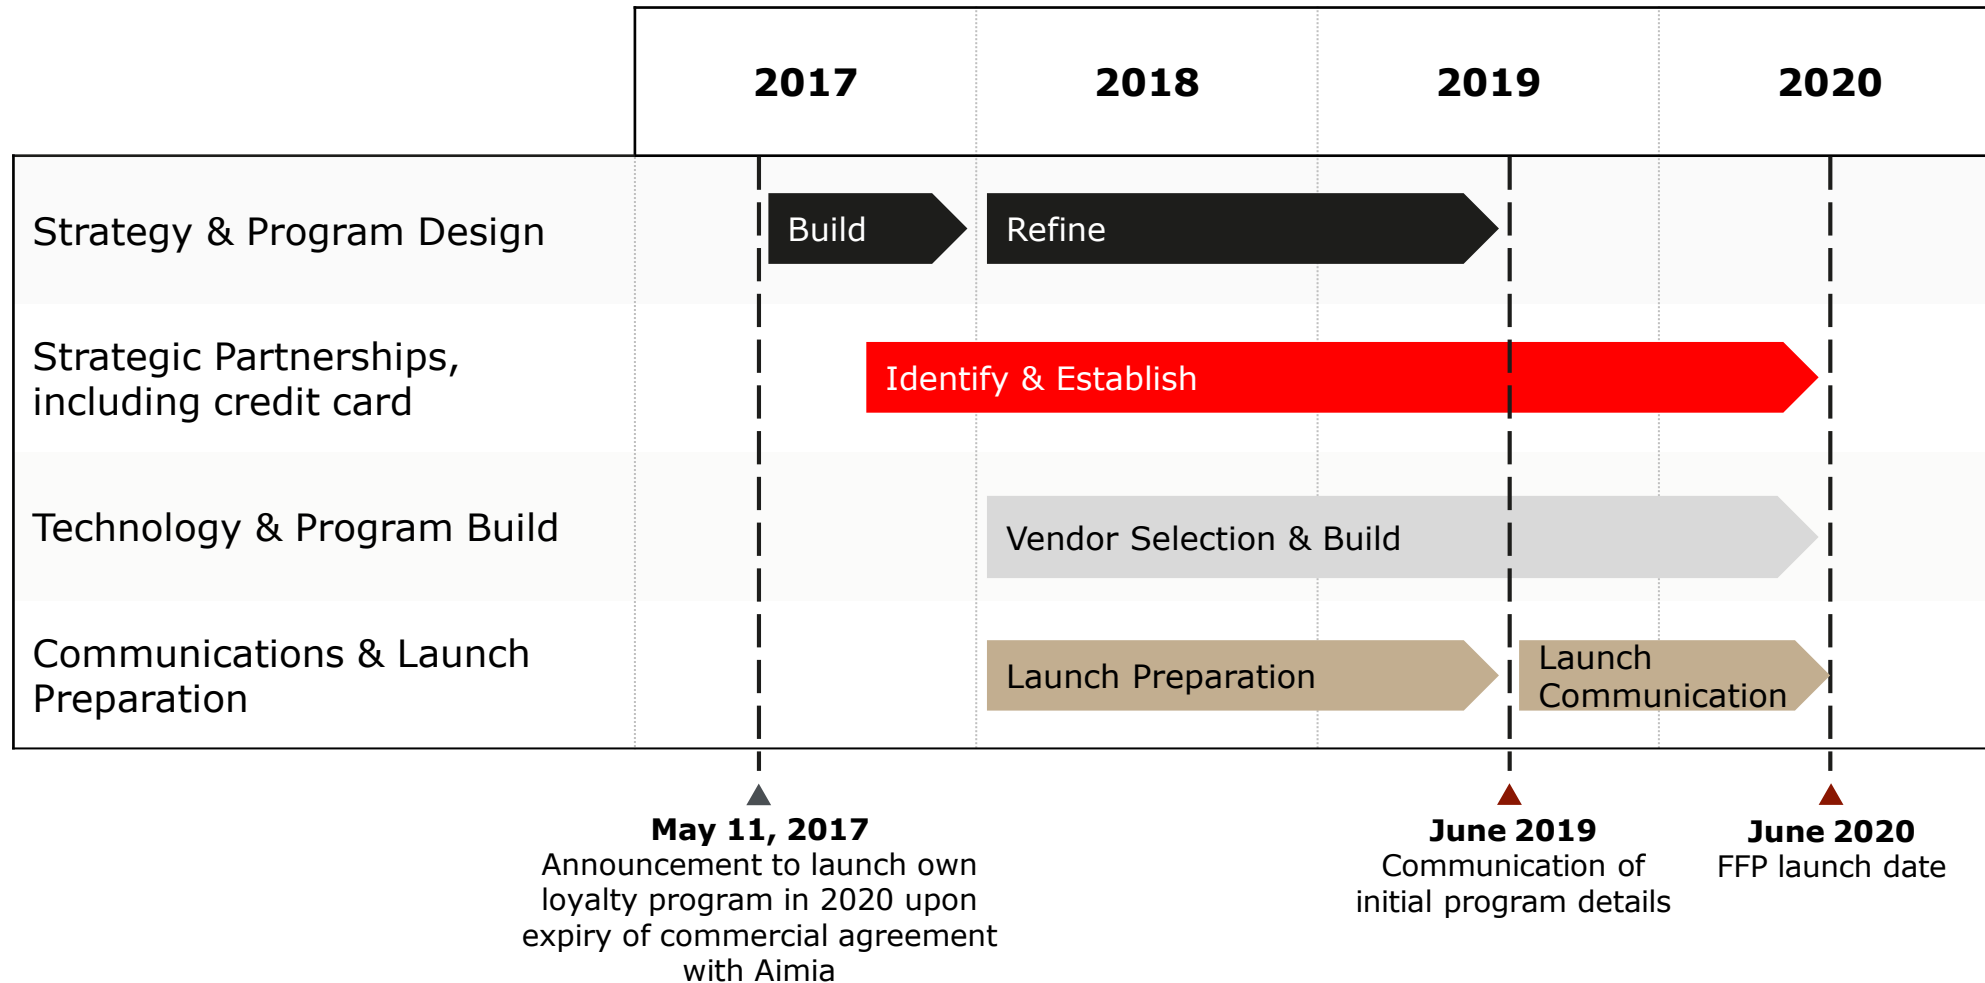 2017
2018
2019
2020
Strategy & Program Design
Build
Refine
Strategic Partnerships,
including credit card
Identify & Establish
Technology & Program Build
Vendor Selection & Build
Communications & Launch
Preparation
Launch Preparation
Launch
Communication
May 11, 2017
Announcement to launch own
loyalty program in 2020 upon
expiry of commercial agreement
with Aimia
June 2019
Communication of
initial program details
June 2020
FFP launch date